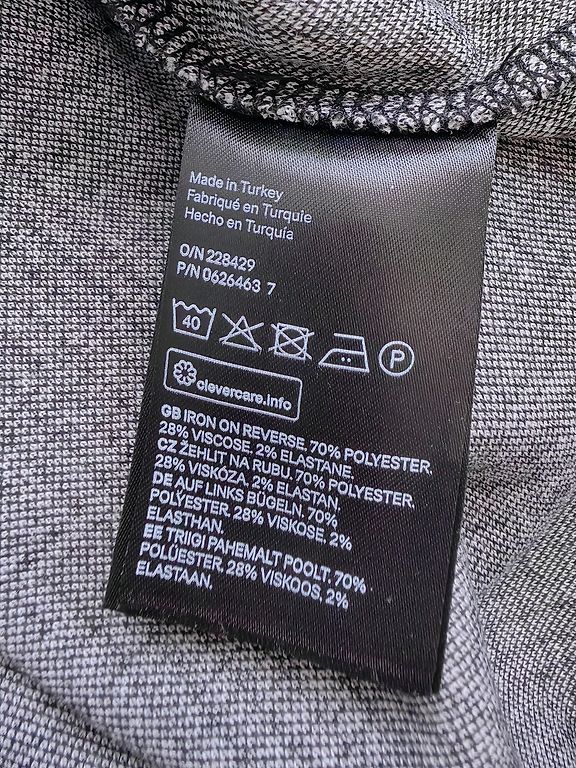 Made in Turkey
Fabriqué en Turquie
Hecho en Turquía
O/N 228429
P/N 0626463 7
40 P
clevercare.info
GB IRON ON REVERSE. 70% POLYESTER.
28% VISCOSE. 2% ELASTANE.
CZ ŽEHLIT NA RUBU. 70% POLYESTER.
28% VISKÓZA. 2% ELASTAN.
DE AUF LINKS BÜGELN. 70%
POLYESTER. 28% VISKOSE. 2%
ELASTHAN.
EE TRIIGI PAHEMALT POOLT. 70%
POLÜESTER. 28% VISKOOS. 2%
ELASTAAN.